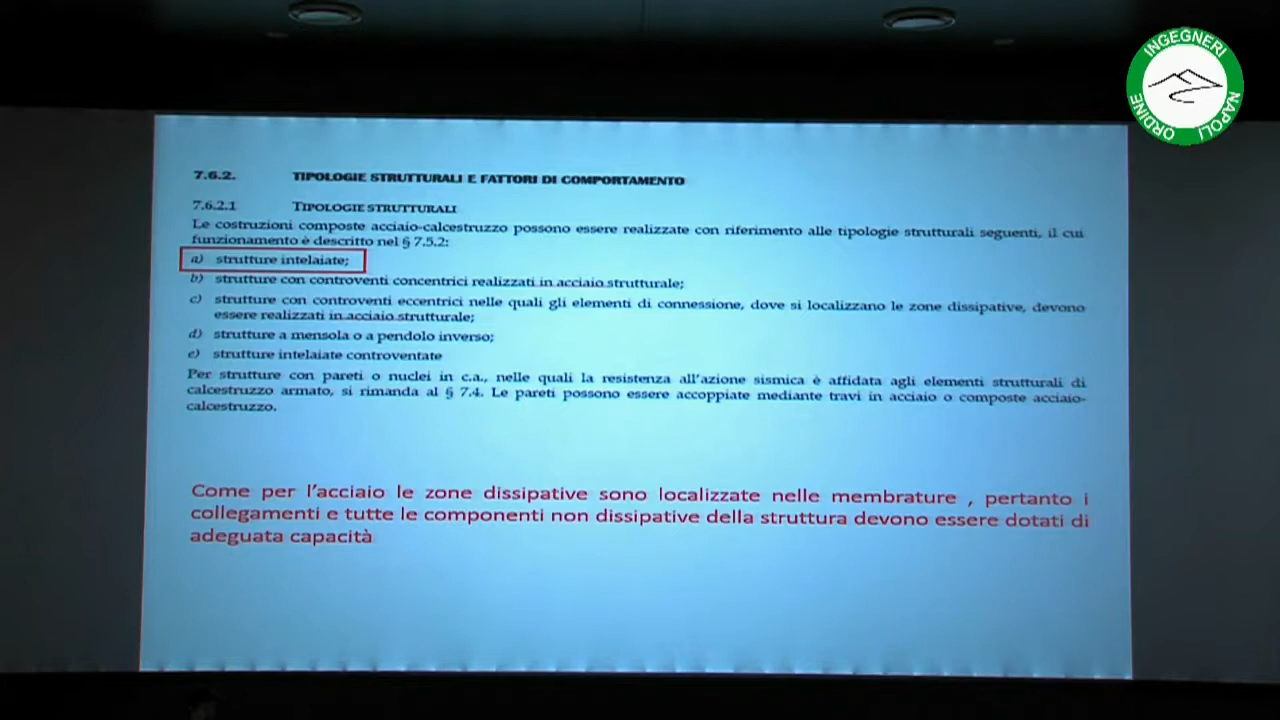 INGEGNERI
NAPOLI
ORDINE
7.6.2. TIPOLOGIE STRUTTURALI E FATTORI DI COMPORTAMENTO
7.6.2.1 TIPOLOGIE STRUTTURALI
Le costruzioni composte acciaio-calcestruzzo possono essere realizzate con riferimento alle tipologie strutturali seguenti, il cui
funzionamento è descritto nel § 7.5.2:
a) strutture intelaiate;
b) strutture con controventi concentrici realizzati in acciaio strutturale;
c) strutture con controventi eccentrici nelle quali gli elementi di connessione, dove si localizzano le zone dissipative, devono
essere realizzati in acciaio strutturale;
d) strutture a mensola o a pendolo inverso;
e) strutture intelaiate controventate
Per strutture con pareti o nuclei in c.a., nelle quali la resistenza all'azione sismica è affidata agli elementi strutturali di
calcestruzzo armato, si rimanda al § 7.4. Le pareti possono essere accoppiate mediante travi in acciaio o composte acciaio-
calcestruzzo.
Come per l'acciaio le zone dissipative sono localizzate nelle membrature , pertanto i
collegamenti e tutte le componenti non dissipative della struttura devono essere dotati di
adeguata capacità